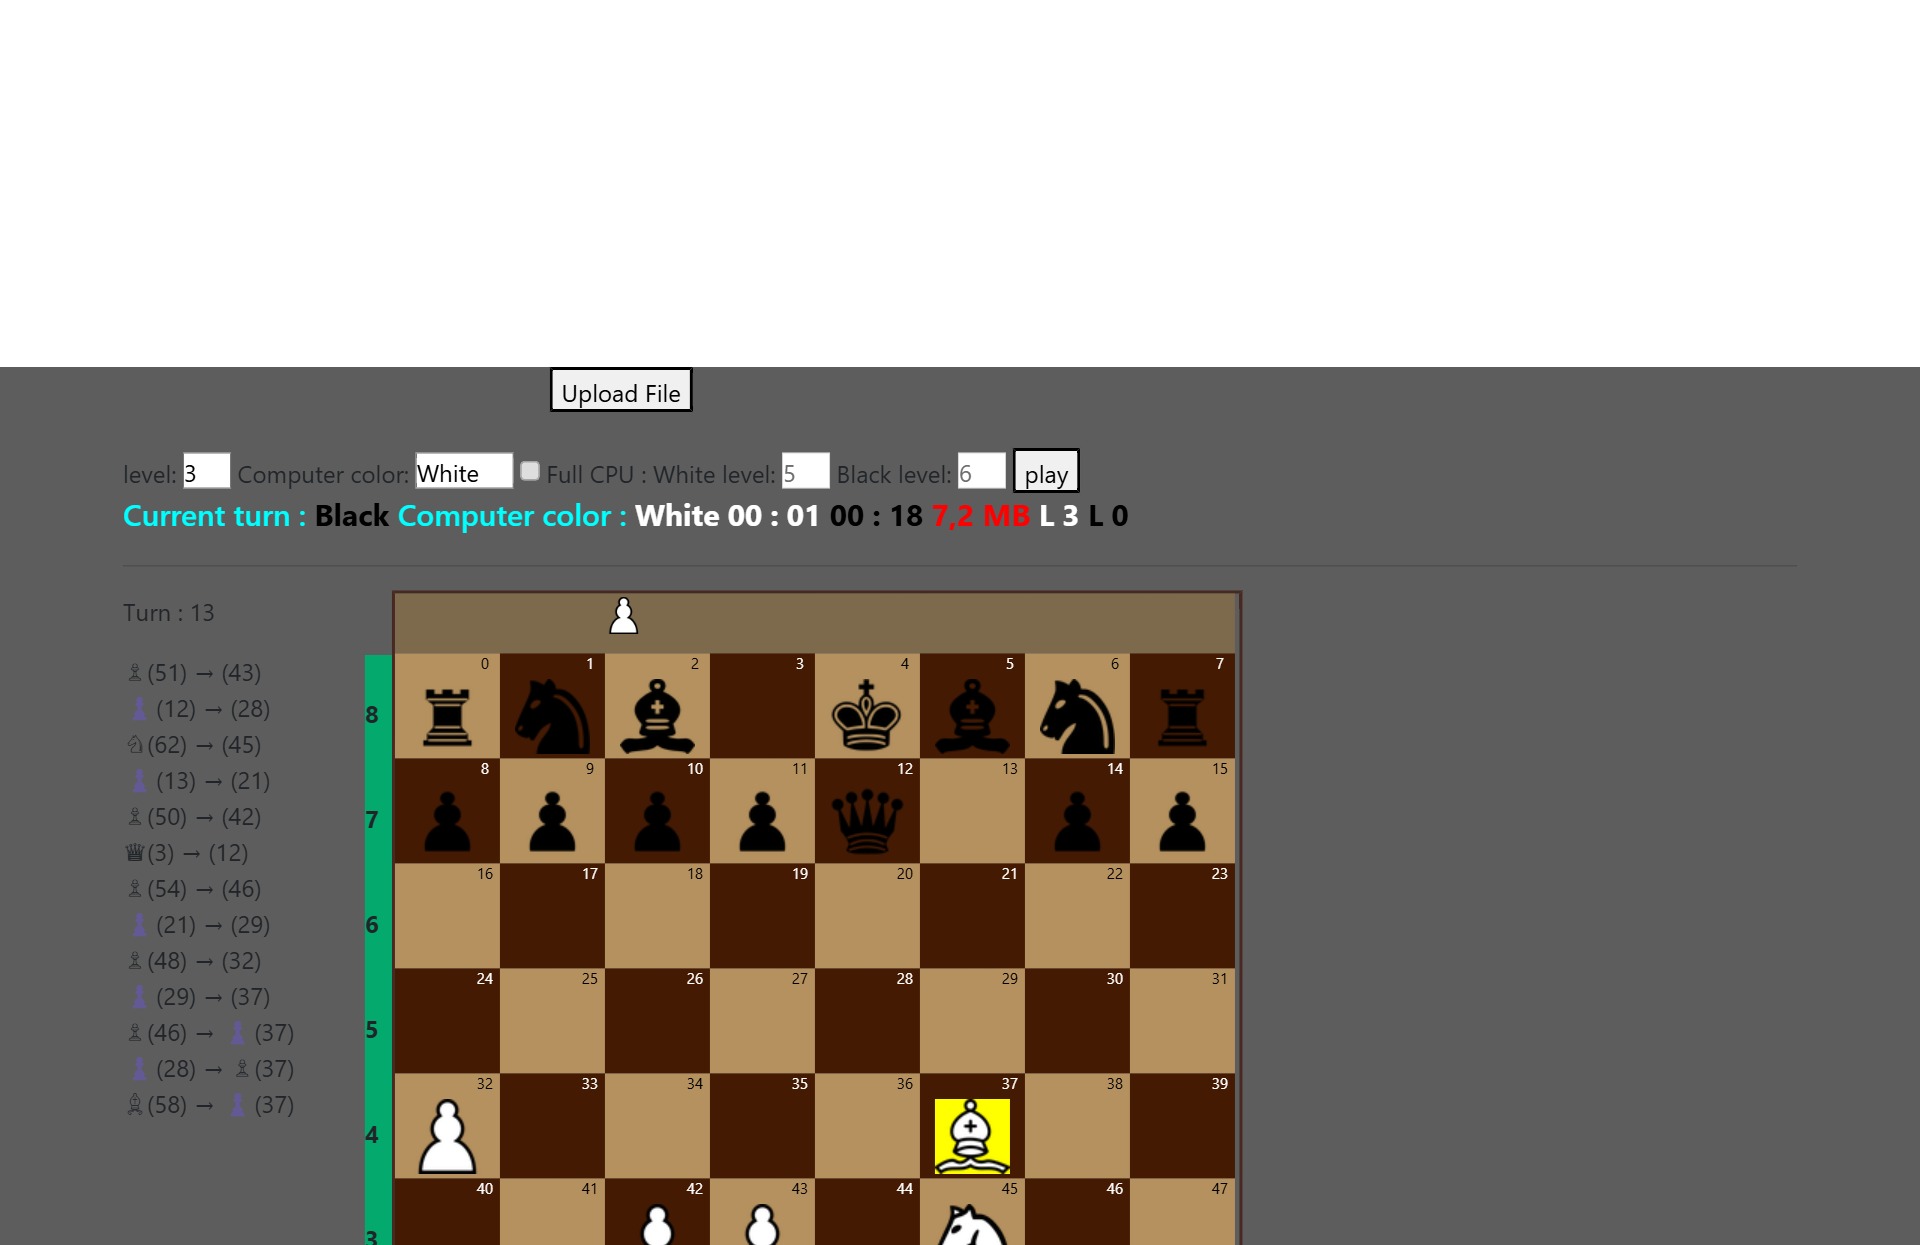 Upload File
level: 3 Computer color: White Full CPU : White level: 5 Black level: 6 play
Current turn : Black Computer color : White 00 : 01 00 : 18 7,2 MB L 3 L 0
Turn : 13
♙(51) → (43)
♟ (12) → (28)
♘(62) → (45)
♟ (13) → (21)
♙(50) → (42)
♛(3) → (12)
♙(54) → (46)
♟ (21) → (29)
♙(48) → (32)
♟ (29) → (37)
♙(46) → ♟ (37)
♟ (28) → ♙(37)
♗(58) → ♟ (37)
0 1 2 3 4 5 6 7
8
8 9 10 11 12 13 14 15
7
16 17 18 19 20 21 22 23
6
24 25 26 27 28 29 30 31
5
32 33 34 35 36 37 38 39
4
40 41 42 43 44 45 46 47
3